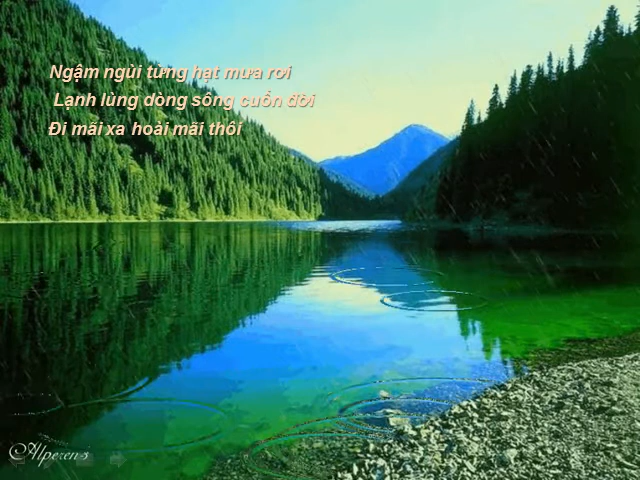 Ngậm ngùi từng hạt mưa rơi
Lạnh lùng dòng sông cuốn đời
Đi mãi xa hoài mãi thôi
Alperens